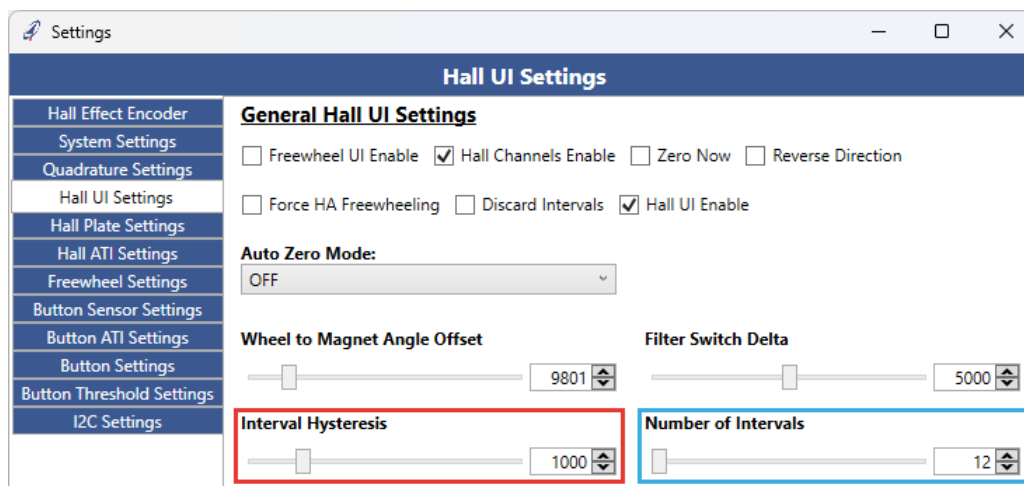 Settings
Hall UI Settings
Hall Effect Encoder
System Settings
Quadrature Settings
Hall UI Settings
Hall Plate Settings
Hall ATI Settings
Freewheel Settings
Button Sensor Settings
Button ATI Settings
Button Settings
Button Threshold Settings
I2C Settings
General Hall UI Settings
Freewheel UI Enable Hall Channels Enable Zero Now Reverse Direction
Force HA Freewheeling Discard Intervals Hall UI Enable
Auto Zero Mode:
OFF
Wheel to Magnet Angle Offset Filter Switch Delta
9801 5000
Interval Hysteresis Number of Intervals
1000 12